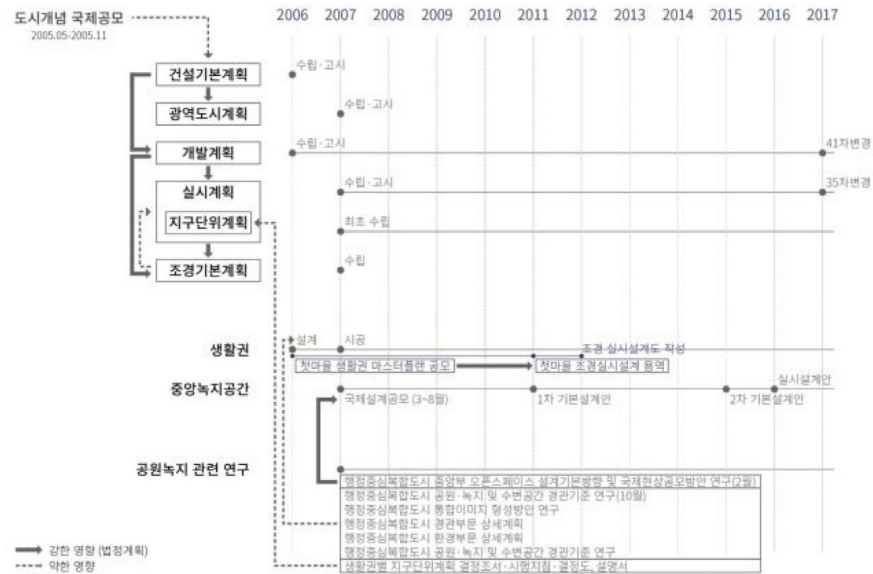 도시개념 국제공모
2005.05-2005.11
2006 2007 2008 2009 2010 2011 2012 2013 2014 2015 2016 2017
건설기본계획
수립·고시
광역도시계획
수립·고시
개발계획
수립·고시
41차변경
실시계획
수립·고시
35차변경
지구단위계획
최초 수립
조경기본계획
수립
생활권
설계
시공
조경 실시설계도 작성
첫마을 생활권 마스터플랜 공모
첫마을 조경실시설계 용역
중앙녹지공간
실시설계안
국제설계공모 (3~8월)
1차 기본설계안
2차 기본설계안
공원녹지 관련 연구
행정중심복합도시 중앙부 오픈스페이스 설계기본방향 및 국제현상공모방안 연구(2월)
행정중심복합도시 공원·녹지 및 수변공간 경관기준 연구(10월)
행정중심복합도시 통합이미지 형성방안 연구
행정중심복합도시 경관부문 상세계획
행정중심복합도시 환경부문 상세계획
행정중심복합도시 공원·녹지 및 수변공간 경관기준 연구
생활권별 지구단위계획 결정조서·시행지침·결정도, 설명서
강한 영향 (법정계획)
약한 영향